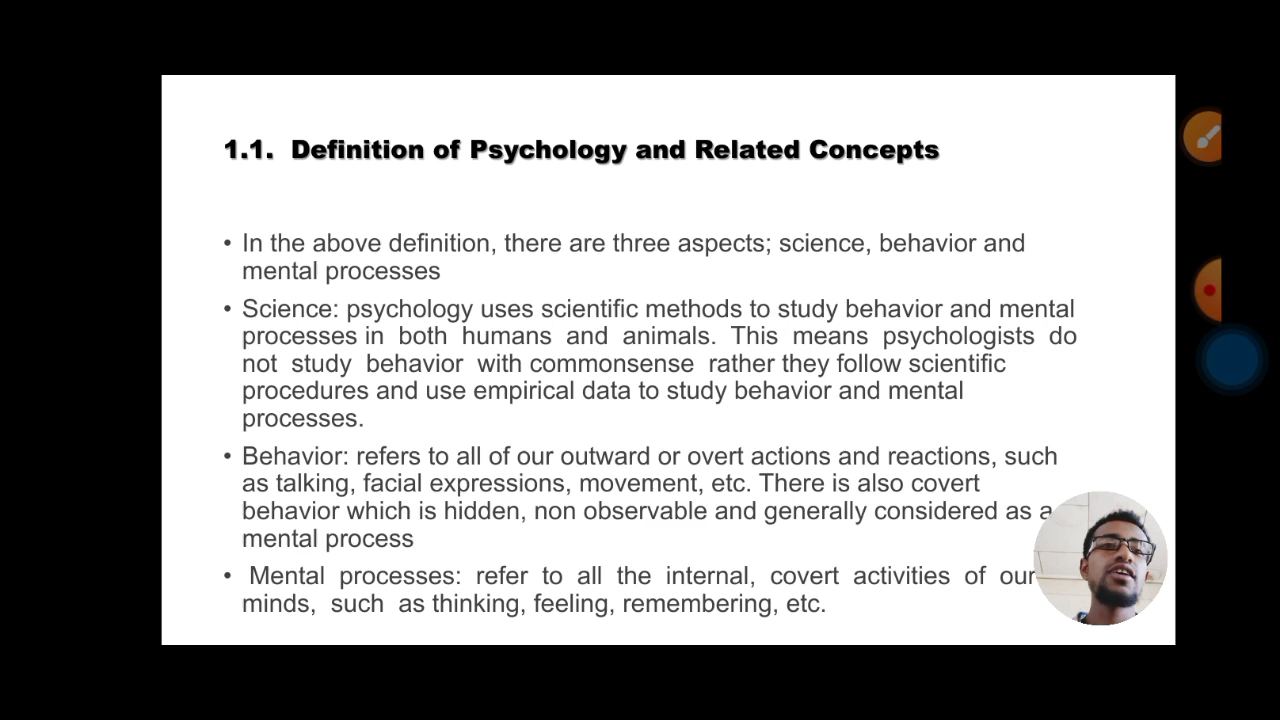 1.1. Definition of Psychology and Related Concepts
• In the above definition, there are three aspects; science, behavior and
mental processes
• Science: psychology uses scientific methods to study behavior and mental
processes in both humans and animals. This means psychologists do
not study behavior with commonsense rather they follow scientific
procedures and use empirical data to study behavior and mental
processes.
• Behavior: refers to all of our outward or overt actions and reactions, such
as talking, facial expressions, movement, etc. There is also covert
behavior which is hidden, non observable and generally considered as a
mental process
• Mental processes: refer to all the internal, covert activities of our
minds, such as thinking, feeling, remembering, etc.